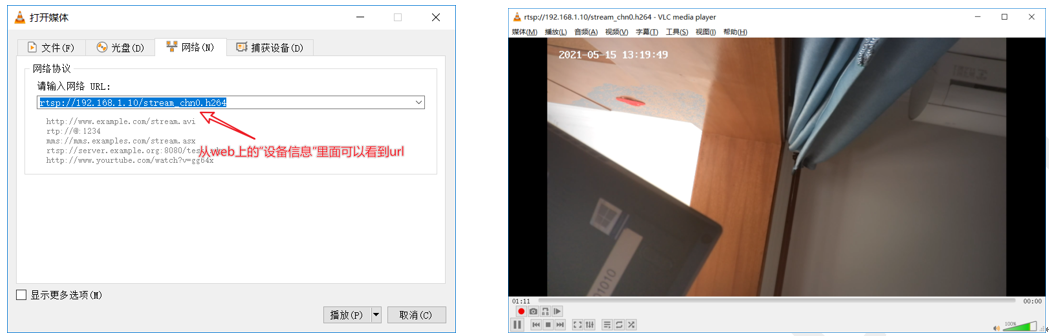 打开媒体
文件(F) 光盘(D) 网络(N) 捕获设备(D)
网络协议
请输入网络 URL:
rtsp://192.168.1.10/stream_chn0.h264
http://www.example.com/stream.avi
rtp://@:1234
mms://mms.examples.com/stream.asx
rtsp://server.example.org:8080/test
http://www.yourtube.com/watch?v=gg64x
从web上的"设备信息"里面可以看到url
显示更多选项(M)
播放(P) 取消(C)
rtsp://192.168.1.10/stream_chn0.h264 - VLC media player
媒体(M) 播放(L) 音频(A) 视频(V) 字幕(T) 工具(S) 视图(I) 帮助(H)
2021-05-15 13:19:49
01010
01:11 00:00
100%